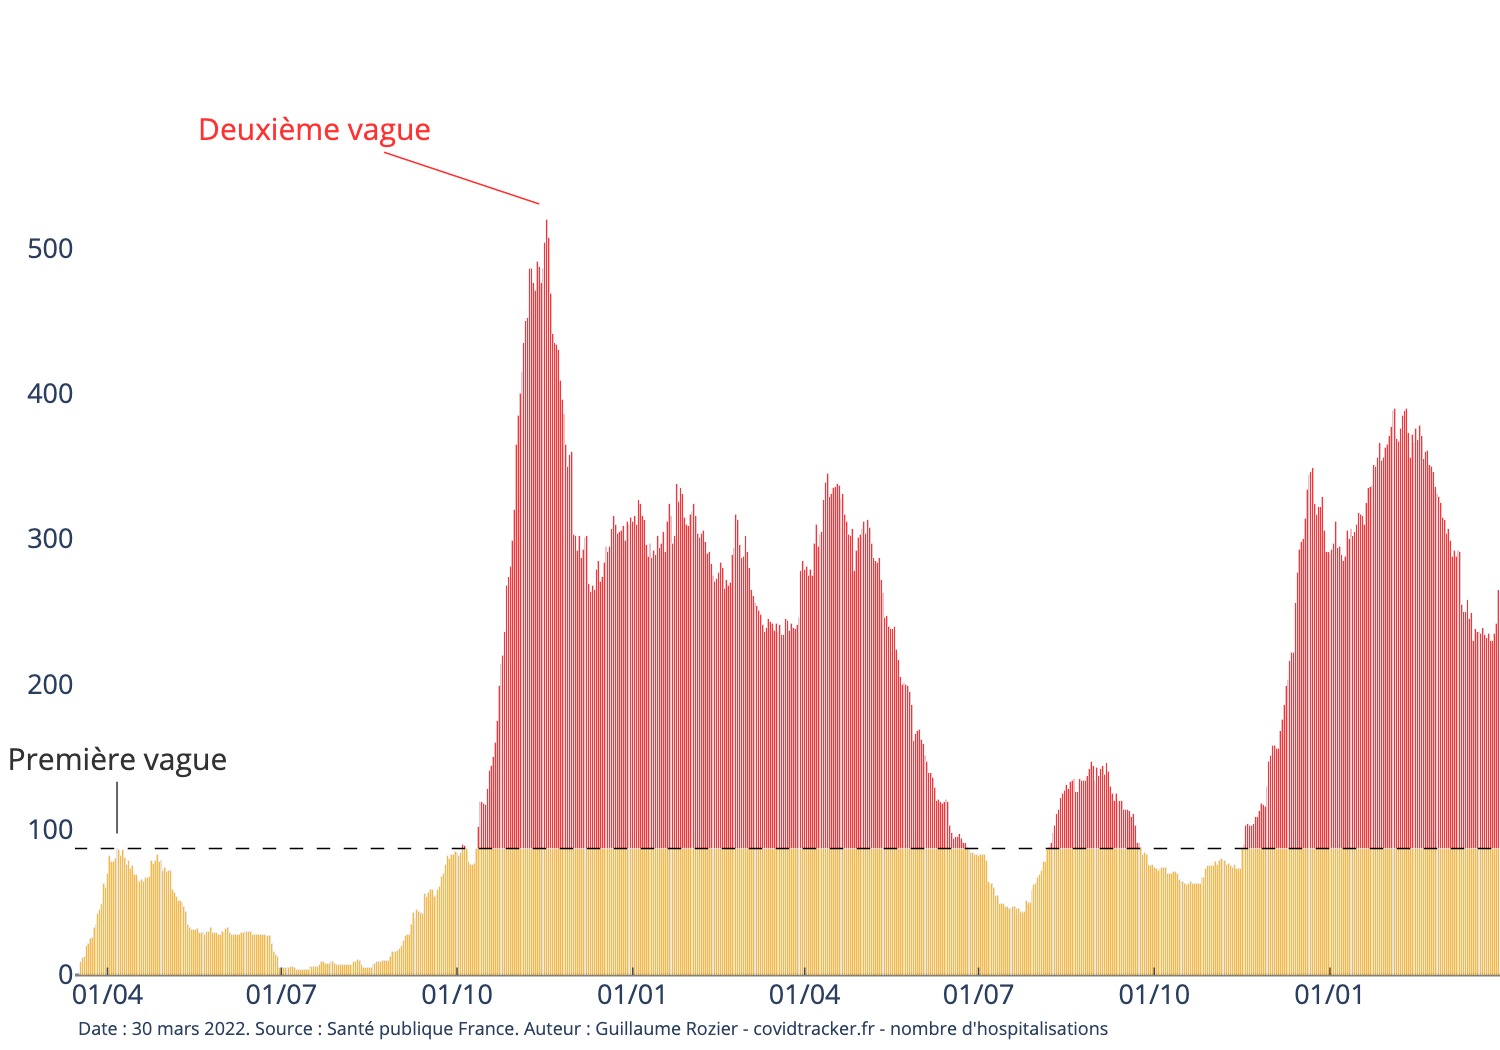 Deuxième vague
500
400
300
200
Première vague
100
0
01/04 01/07 01/10 01/01 01/04 01/07 01/10 01/01
Date : 30 mars 2022. Source : Santé publique France. Auteur : Guillaume Rozier - covidtracker.fr - nombre d'hospitalisations